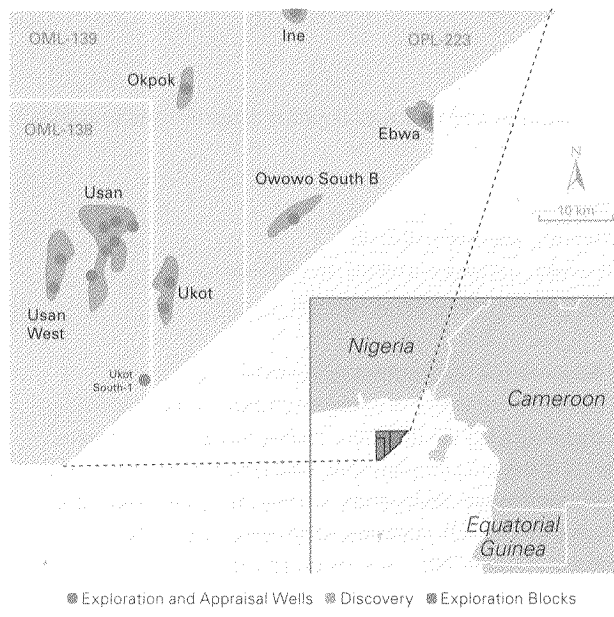 OML-139
Ine
OPL-223
Okpok
OML-138
Ebwa
Usan
Owowo South B
N
10 km
Usan
West
Ukot
Ukot
South-1
Nigeria
Cameroon
Equatorial
Guinea
Exploration and Appraisal Wells Discovery Exploration Blocks